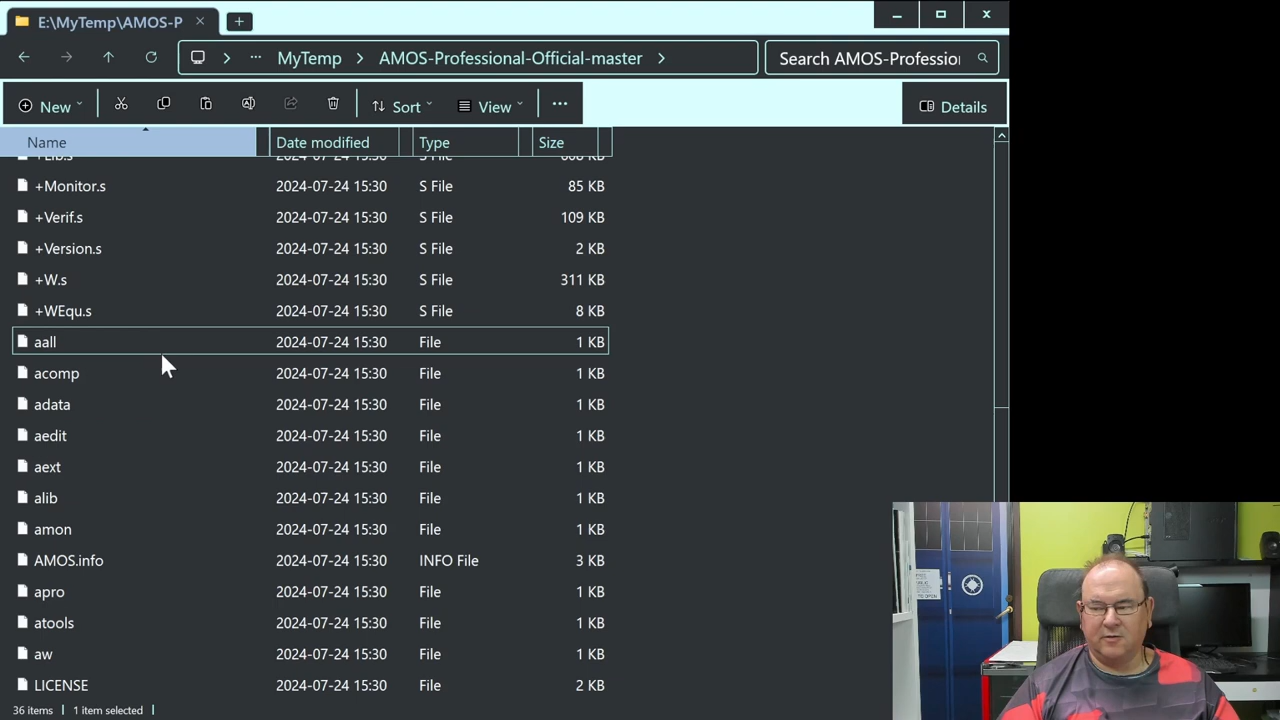 E:\MyTemp\AMOS-P
MyTemp AMOS-Professional-Official-master
Search AMOS-Professio
New Sort View ... Details
Name Date modified Type Size
+Lib.s 2024-07-24 15:30 S File
+Monitor.s 2024-07-24 15:30 S File 85 KB
+Verif.s 2024-07-24 15:30 S File 109 KB
+Version.s 2024-07-24 15:30 S File 2 KB
+W.s 2024-07-24 15:30 S File 311 KB
+WEqu.s 2024-07-24 15:30 S File 8 KB
aall 2024-07-24 15:30 File 1 KB
acomp 2024-07-24 15:30 File 1 KB
adata 2024-07-24 15:30 File 1 KB
aedit 2024-07-24 15:30 File 1 KB
aext 2024-07-24 15:30 File 1 KB
alib 2024-07-24 15:30 File 1 KB
amon 2024-07-24 15:30 File 1 KB
AMOS.info 2024-07-24 15:30 INFO File 3 KB
apro 2024-07-24 15:30 File 1 KB
atools 2024-07-24 15:30 File 1 KB
aw 2024-07-24 15:30 File 1 KB
LICENSE 2024-07-24 15:30 File 2 KB
36 items 1 item selected